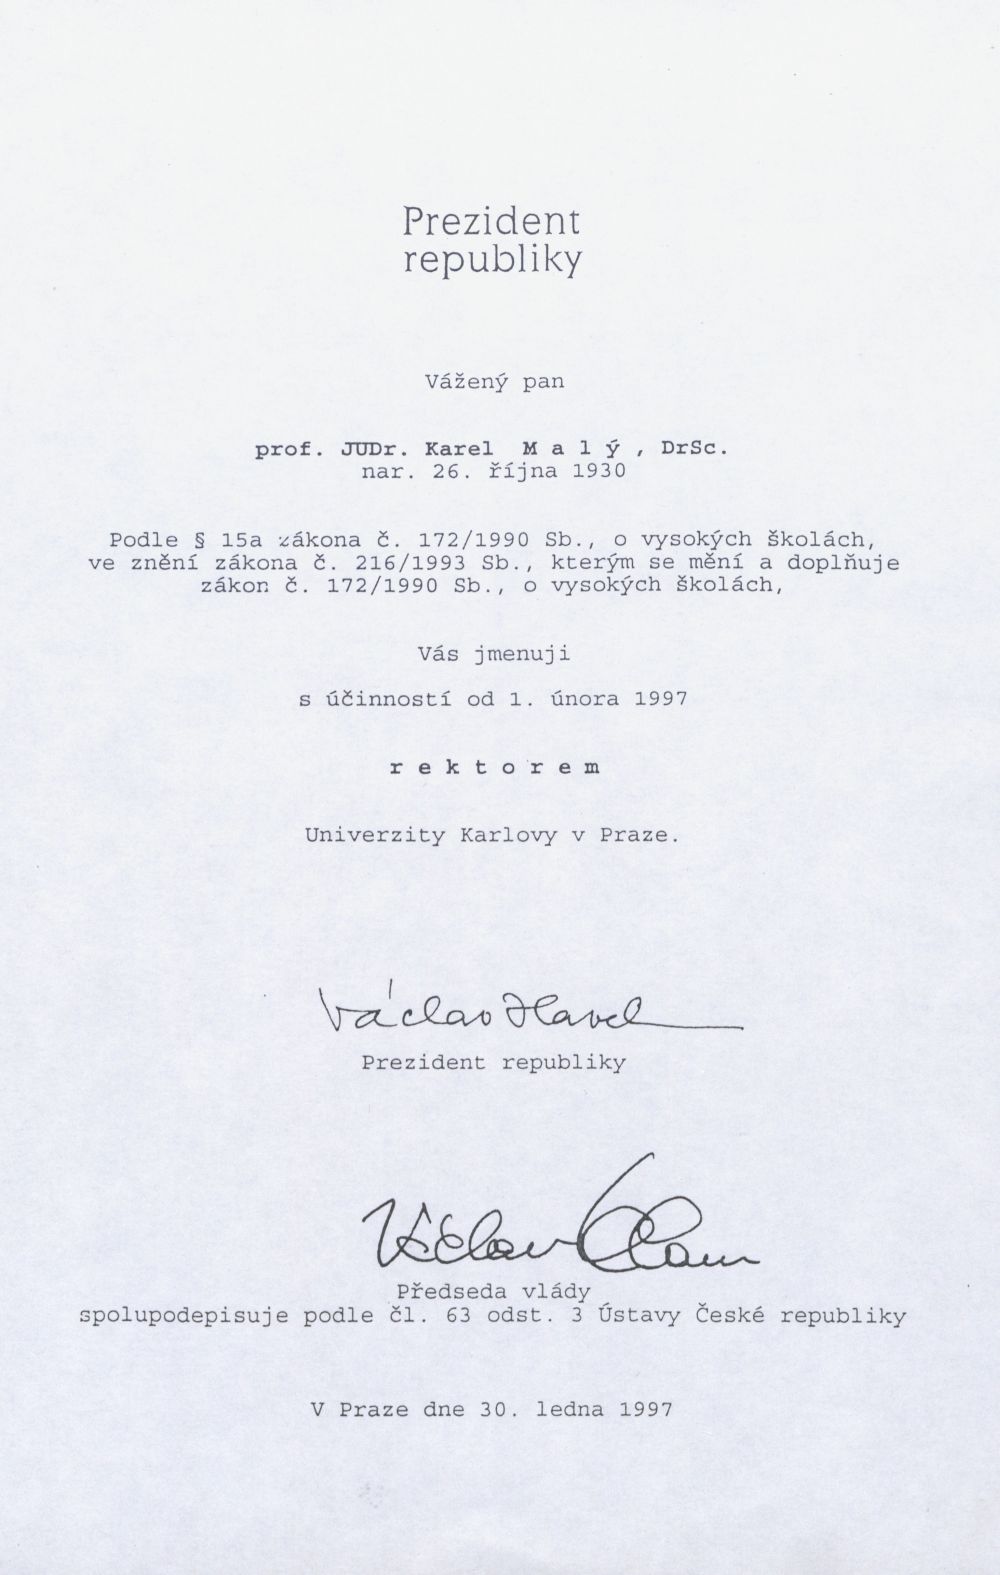 Prezident
republiky
Vážený pan
prof. JUDr. Karel M a l ý , DrSc.
nar. 26. října 1930
Podle § 15a zákona č. 172/1990 Sb., o vysokých školách,
ve znění zákona č. 216/1993 Sb., kterým se mění a doplňuje
zákon č. 172/1990 Sb., o vysokých školách,
Vás jmenuji
s účinností od 1. února 1997
r e k t o r e m
Univerzity Karlovy v Praze.
Václav Havel
Prezident republiky
Václav Klaus
Předseda vlády
spolupodepisuje podle čl. 63 odst. 3 Ústavy České republiky
V Praze dne 30. ledna 1997